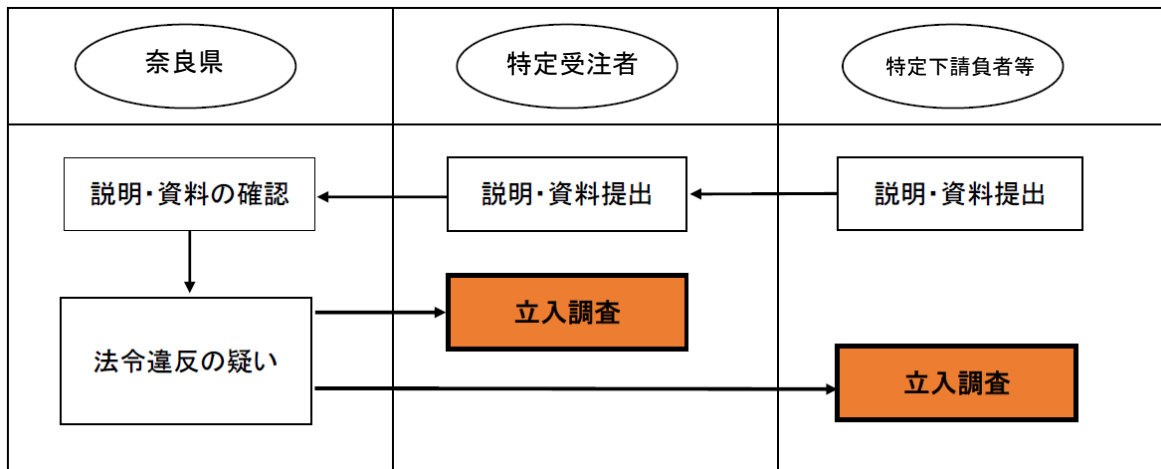 奈良県
特定受注者
特定下請負者等
説明・資料の確認
説明・資料提出
説明・資料提出
立入調査
法令違反の疑い
立入調査